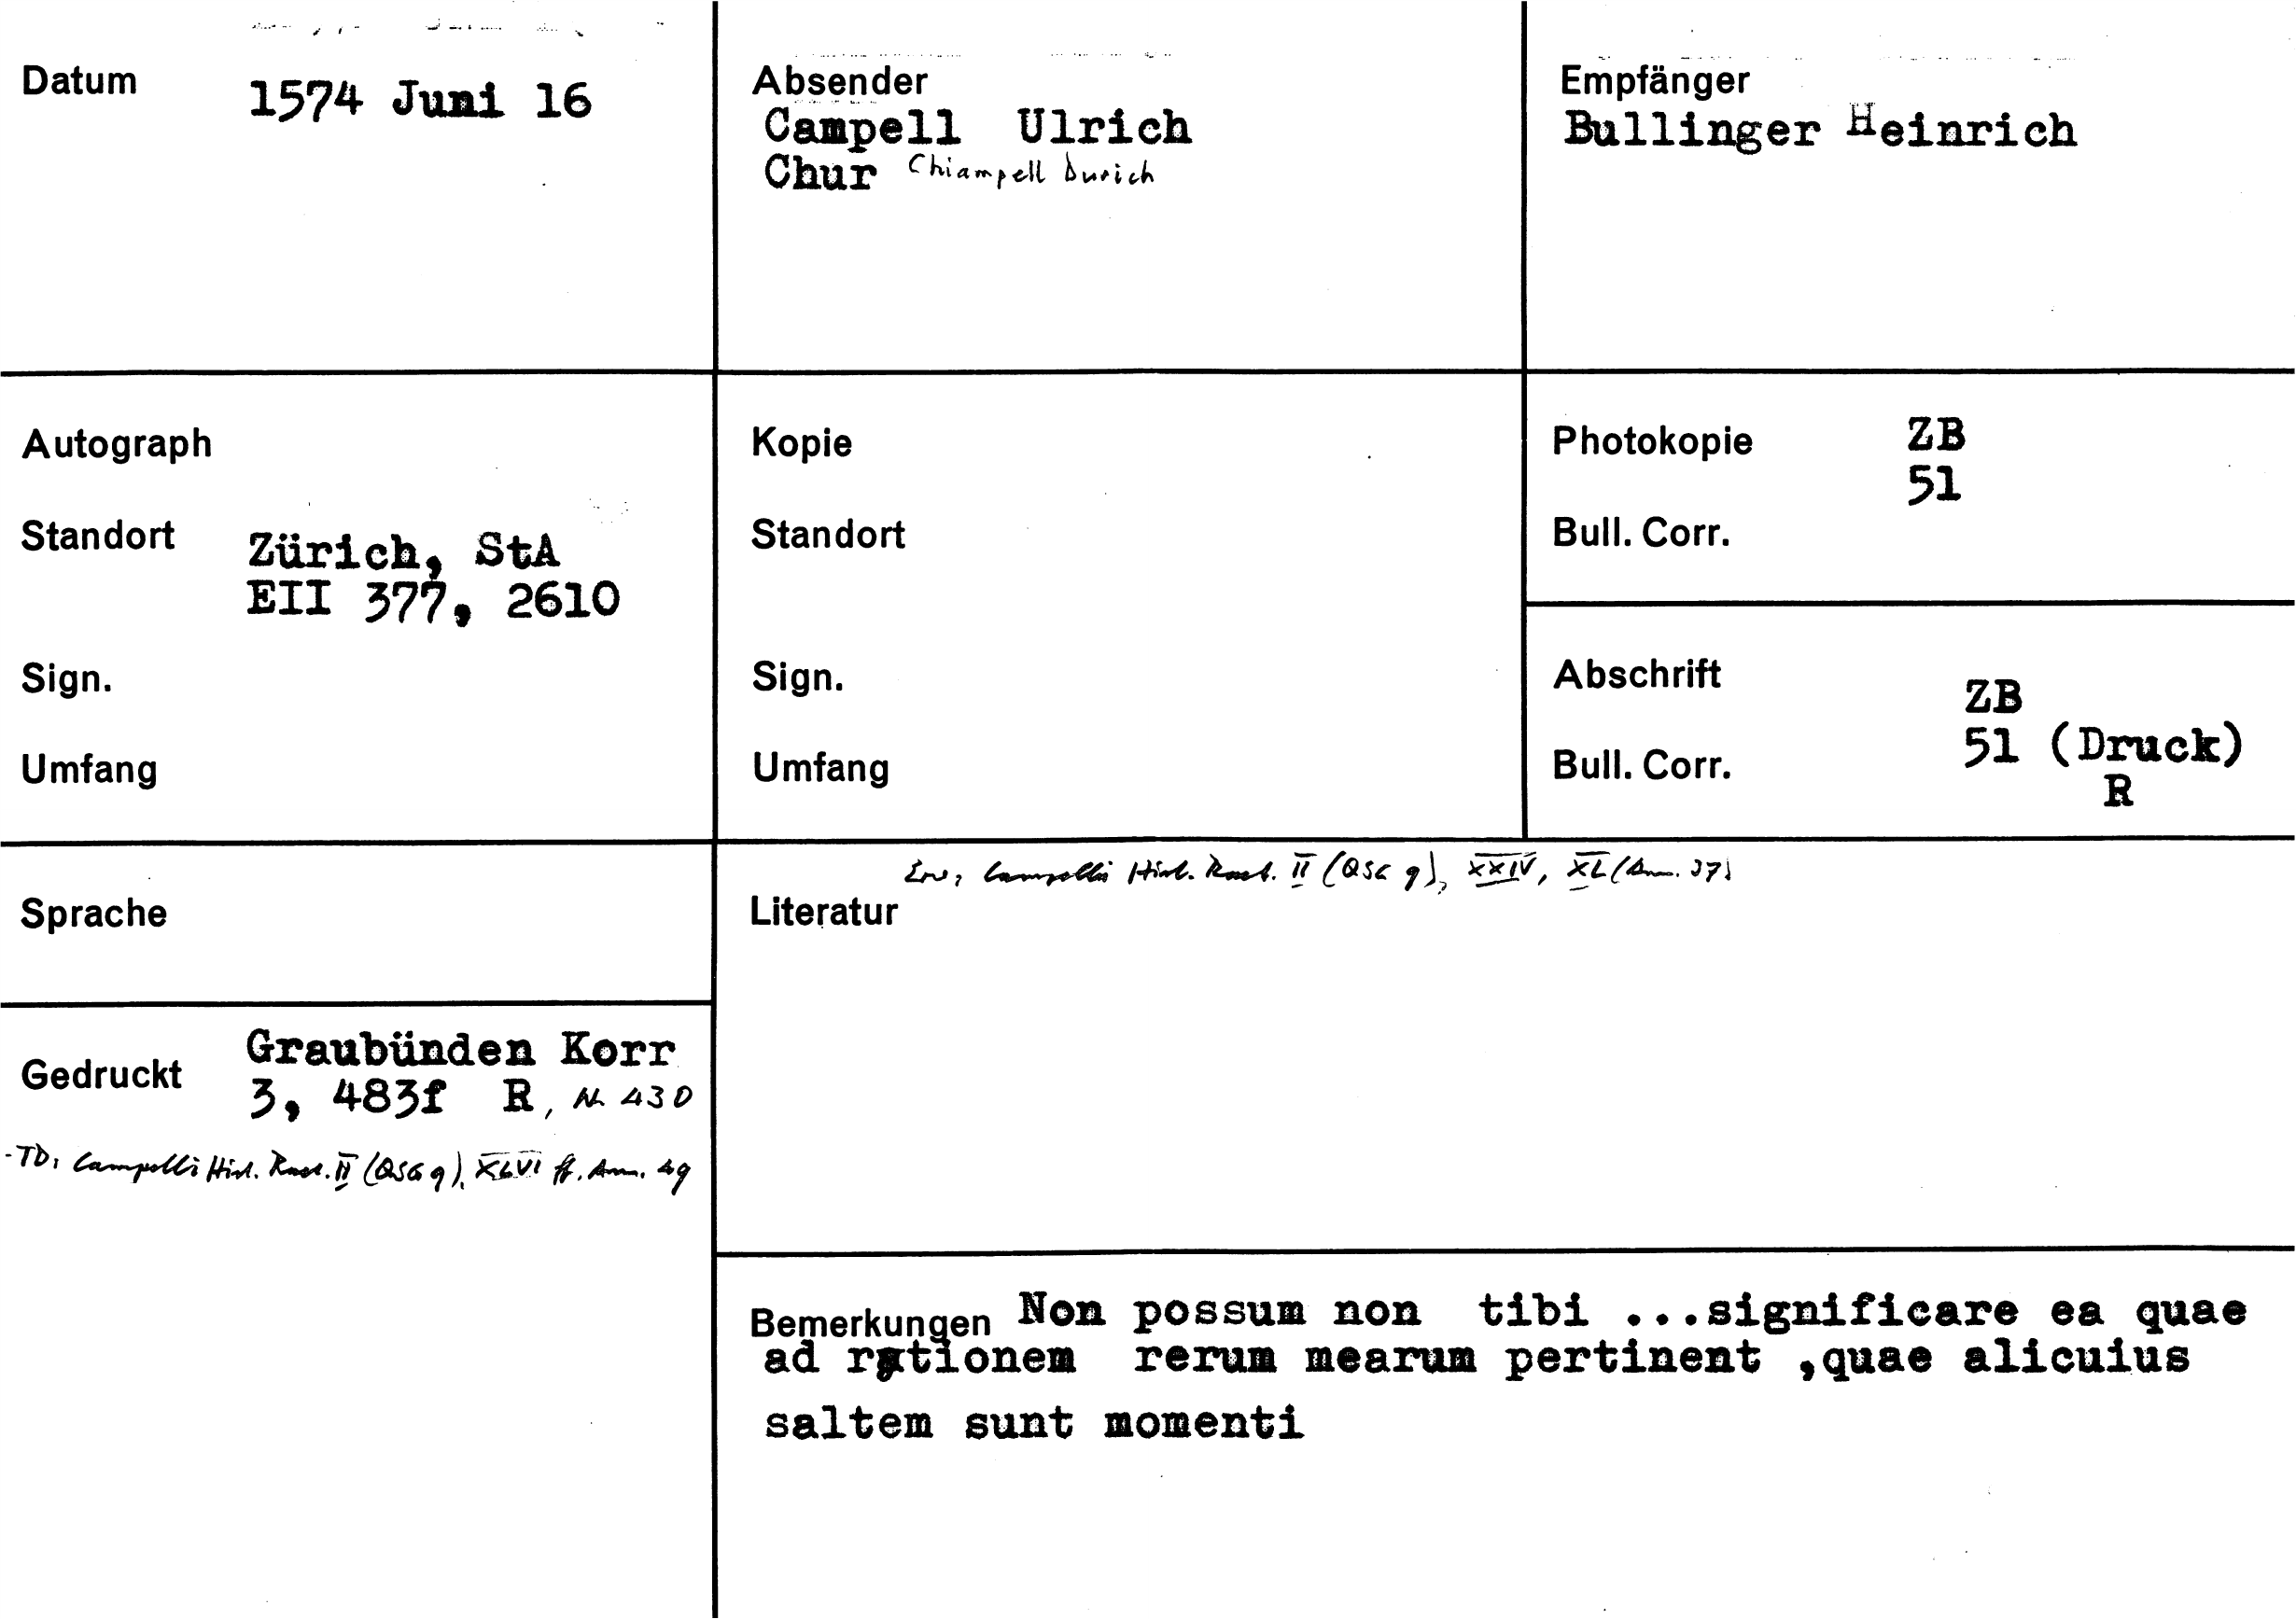 Datum
1574 Juni 16
Absender
Campell Ulrich
Chur Chiampell Durich
Empfänger
Bullinger Heinrich
Autograph
Standort
Zürich, StA
EII 377, 2610
Sign.
Umfang
Kopie
Standort
Sign.
Umfang
Photokopie
ZB
51
Bull. Corr.
Abschrift
ZB
51 (Druck)
R
Bull. Corr.
Sprache
Erw, Campelli Hist. Raet. II (QSG 9), XXIV, XL (Anm. 37)
Literatur
Gedruckt
Graubünden Korr
3, 483f R, Nr 430
-TD, Campelli Hist. Raet. II (QSG 9), XLVI ff. Anm. 49
Bemerkungen Non possum non tibi ...significare ea quae
ad rationem rerum mearum pertinent ,quae alicuius
saltem sunt momenti